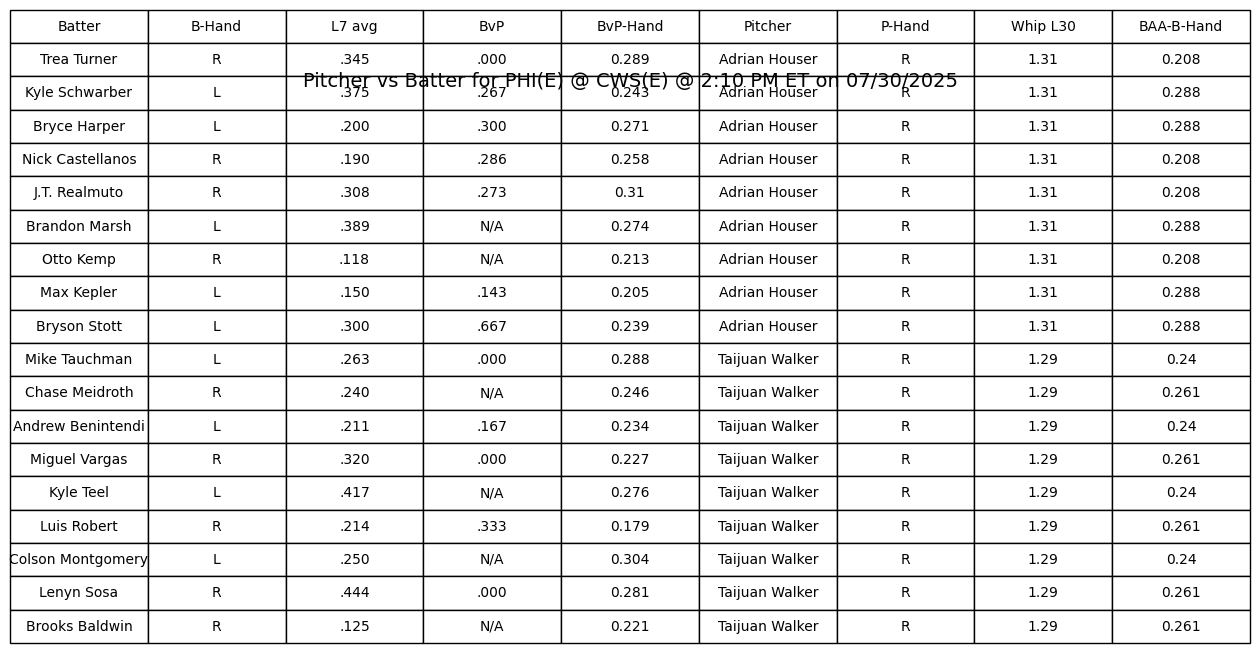 Batter B-Hand L7 avg BvP BvP-Hand Pitcher P-Hand Whip L30 BAA-B-Hand
Trea Turner R .345 .000 0.289 Adrian Houser R 1.31 0.208
Pitcher vs Batter for PHI(E) @ CWS(E) @ 2:10 PM ET on 07/30/2025
Kyle Schwarber L .375 .267 0.243 Adrian Houser R 1.31 0.288
Bryce Harper L .200 .300 0.271 Adrian Houser R 1.31 0.288
Nick Castellanos R .190 .286 0.258 Adrian Houser R 1.31 0.208
J.T. Realmuto R .308 .273 0.31 Adrian Houser R 1.31 0.208
Brandon Marsh L .389 N/A 0.274 Adrian Houser R 1.31 0.288
Otto Kemp R .118 N/A 0.213 Adrian Houser R 1.31 0.208
Max Kepler L .150 .143 0.205 Adrian Houser R 1.31 0.288
Bryson Stott L .300 .667 0.239 Adrian Houser R 1.31 0.288
Mike Tauchman L .263 .000 0.288 Taijuan Walker R 1.29 0.24
Chase Meidroth R .240 N/A 0.246 Taijuan Walker R 1.29 0.261
Andrew Benintendi L .211 .167 0.234 Taijuan Walker R 1.29 0.24
Miguel Vargas R .320 .000 0.227 Taijuan Walker R 1.29 0.261
Kyle Teel L .417 N/A 0.276 Taijuan Walker R 1.29 0.24
Luis Robert R .214 .333 0.179 Taijuan Walker R 1.29 0.261
Colson Montgomery L .250 N/A 0.304 Taijuan Walker R 1.29 0.24
Lenyn Sosa R .444 .000 0.281 Taijuan Walker R 1.29 0.261
Brooks Baldwin R .125 N/A 0.221 Taijuan Walker R 1.29 0.261